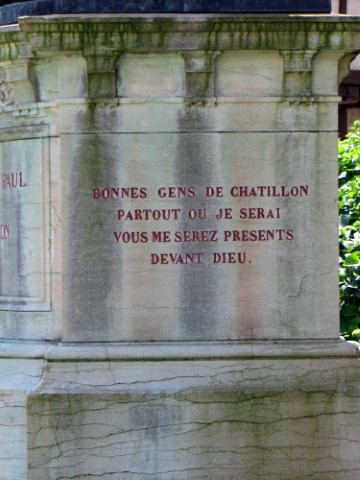 PAUL
BONNES GENS DE CHATILLON
PARTOUT OU JE SERAI
VOUS ME SEREZ PRESENTS
DEVANT DIEU.